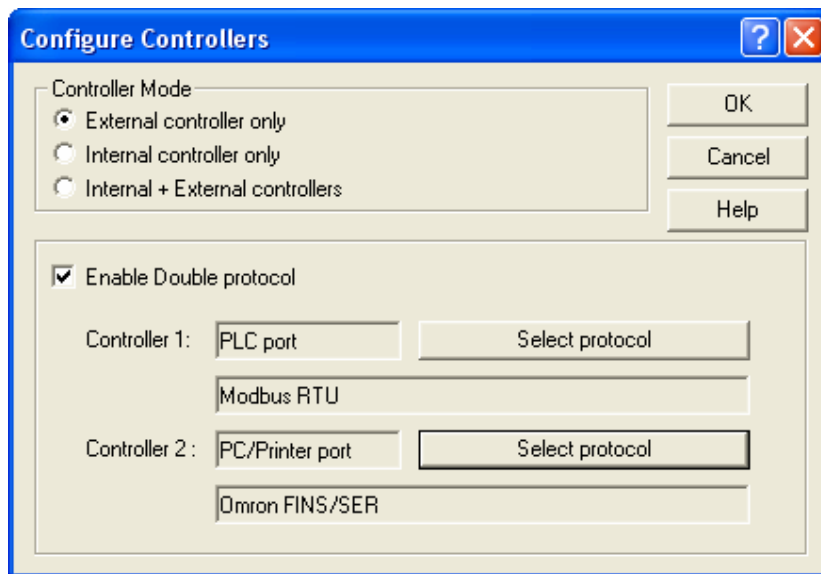 Configure Controllers
?
Controller Mode
External controller only
Internal controller only
Internal + External controllers
OK
Cancel
Help
Enable Double protocol
Controller 1: PLC port Select protocol
Modbus RTU
Controller 2 : PC/Printer port Select protocol
Omron FINS/SER